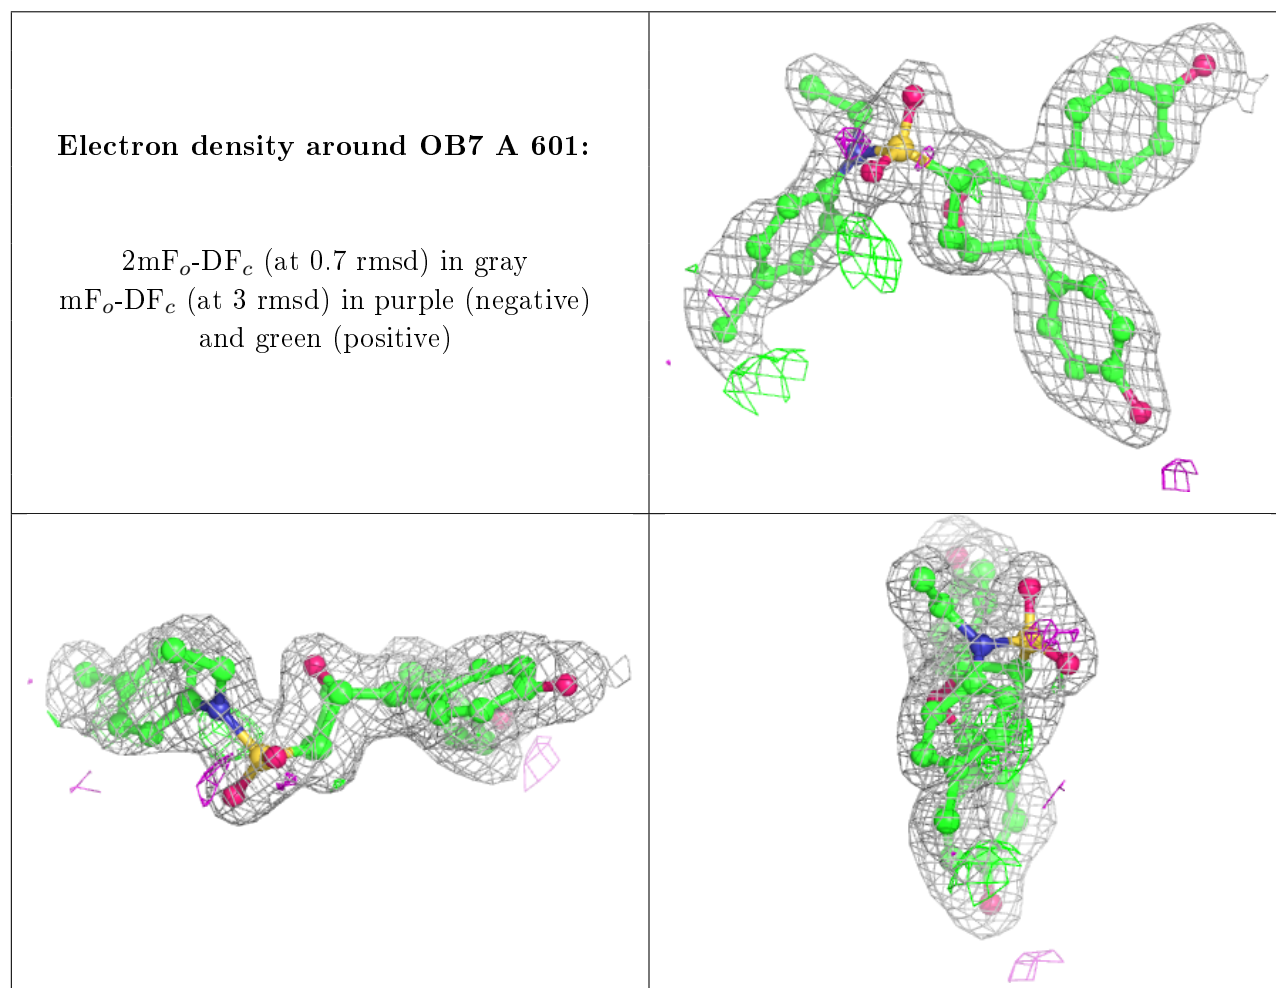 Electron density around OB7 A 601:
2mFo-DFc (at 0.7 rmsd) in gray
mFo-DFc (at 3 rmsd) in purple (negative)
and green (positive)